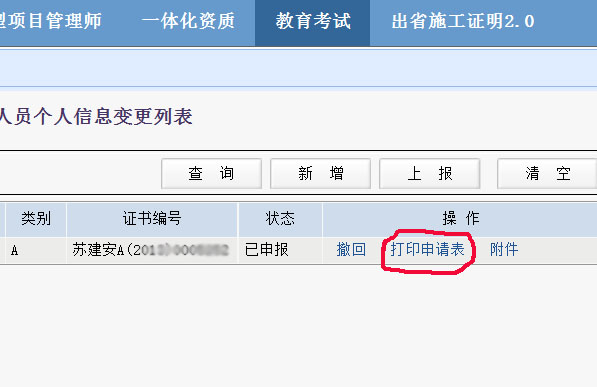 型项目管理师 一体化资质 教育考试 出省施工证明2.0
人员个人信息变更列表
查 询 新 增 上 报 清 空
类别 证书编号 状态 操 作
A 苏建安A(20 已申报 撤回 打印申请表 附件